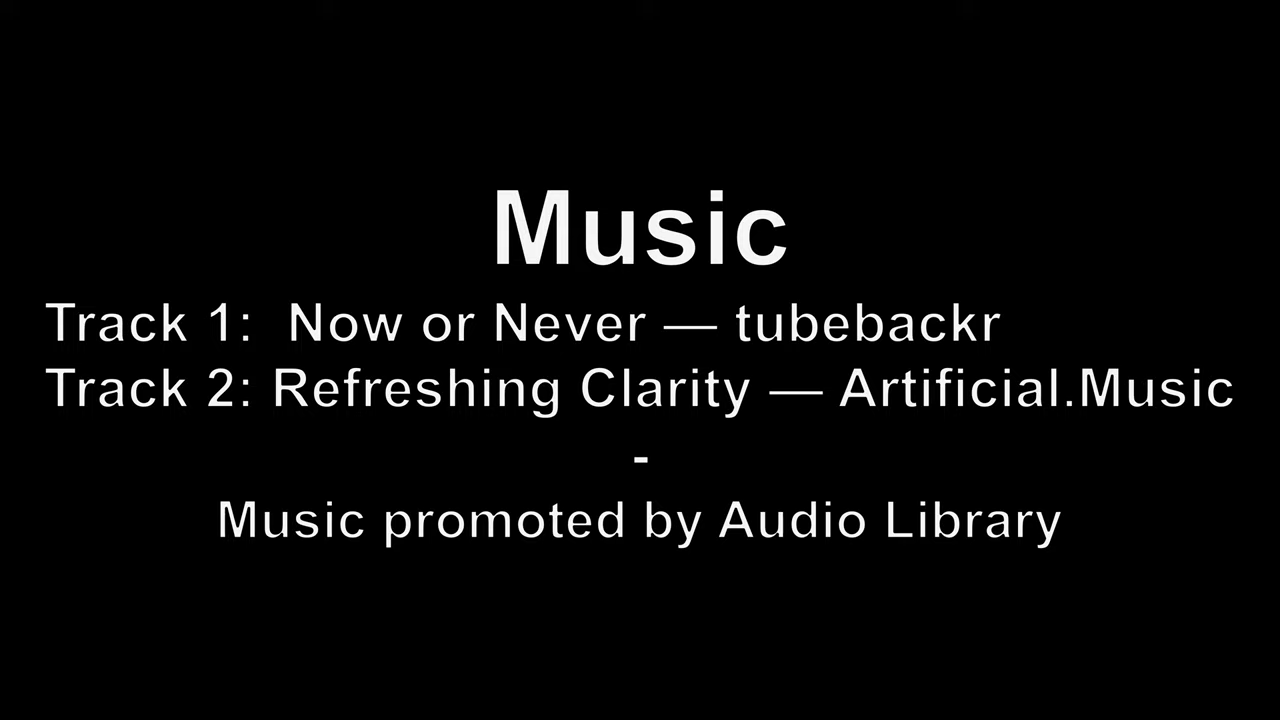 Music
Track 1:  Now or Never — tubebackr
Track 2: Refreshing Clarity — Artificial.Music
-
Music promoted by Audio Library